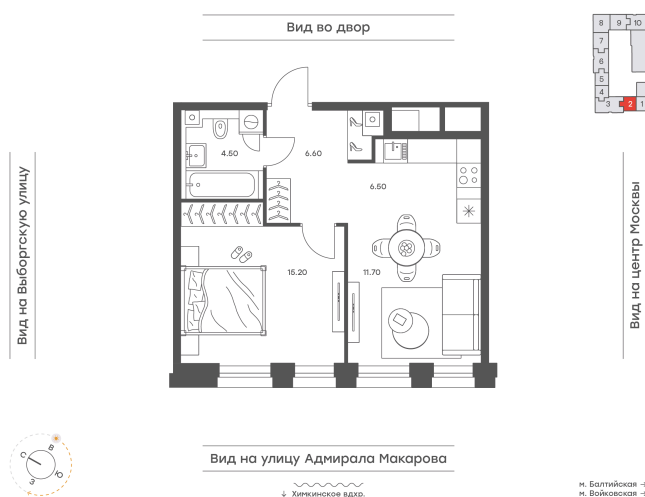 Вид во двор
8 9 10
7
6
5
4
3 2 1
4.50
6.60
6.50
Вид на Выборгскую улицу
Вид на центр Москвы
15.20
11.70
Вид на улицу Адмирала Макарова
С В Ю З
↓ Химкинское вдхр.
м. Балтийская
м. Войковская